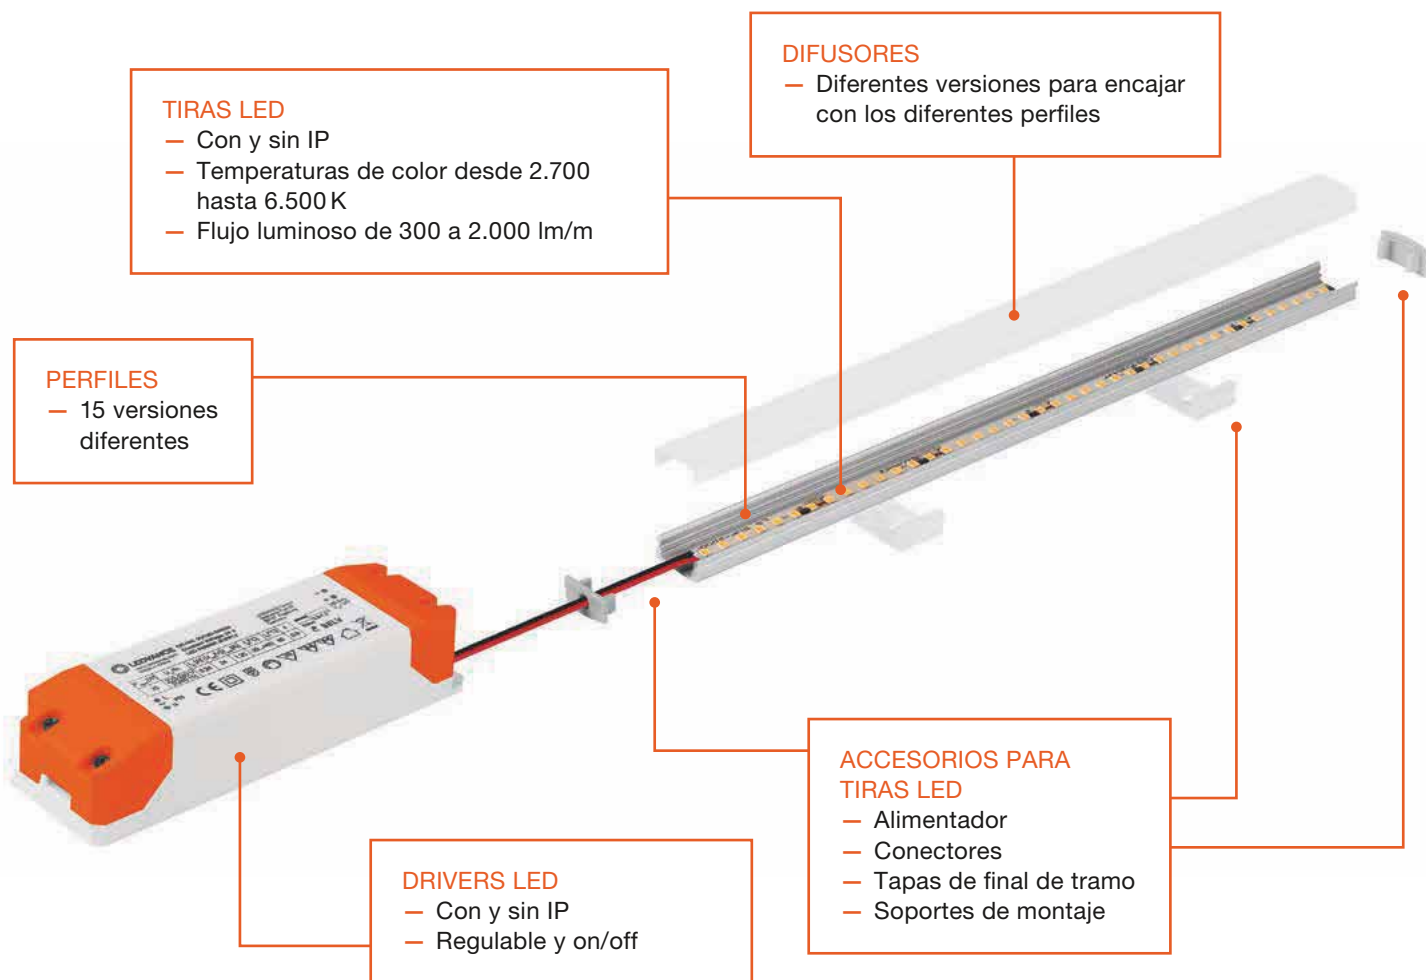 DIFUSORES
— Diferentes versiones para encajar
con los diferentes perfiles
TIRAS LED
— Con y sin IP
— Temperaturas de color desde 2.700
hasta 6.500 K
— Flujo luminoso de 300 a 2.000 lm/m
PERFILES
— 15 versiones
diferentes
LEDVANCE
ACCESORIOS PARA
TIRAS LED
— Alimentador
— Conectores
— Tapas de final de tramo
— Soportes de montaje
DRIVERS LED
— Con y sin IP
— Regulable y on/off